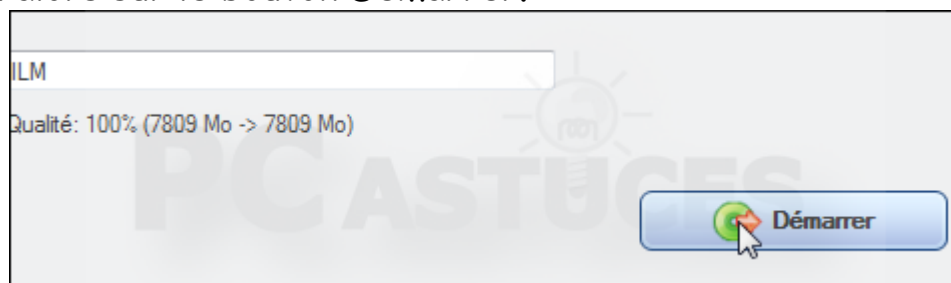 ILM
Qualité: 100% (7809 Mo -> 7809 Mo)
PC ASTUCES
Démarrer